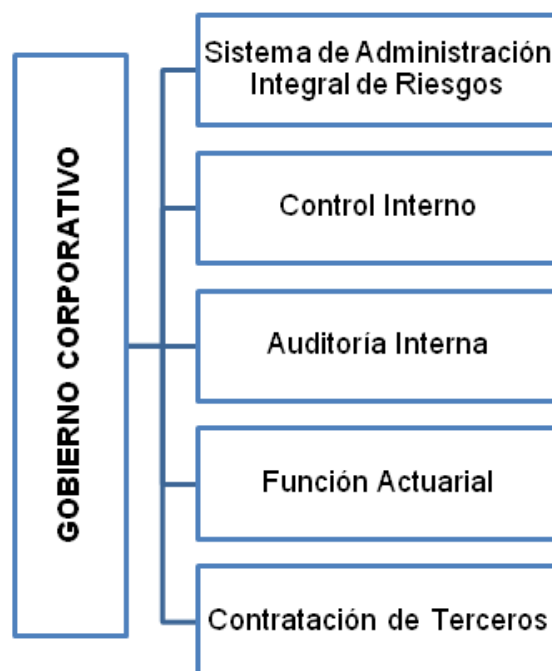 GOBIERNO CORPORATIVO
Sistema de Administración
Integral de Riesgos
Control Interno
Auditoría Interna
Función Actuarial
Contratación de Terceros